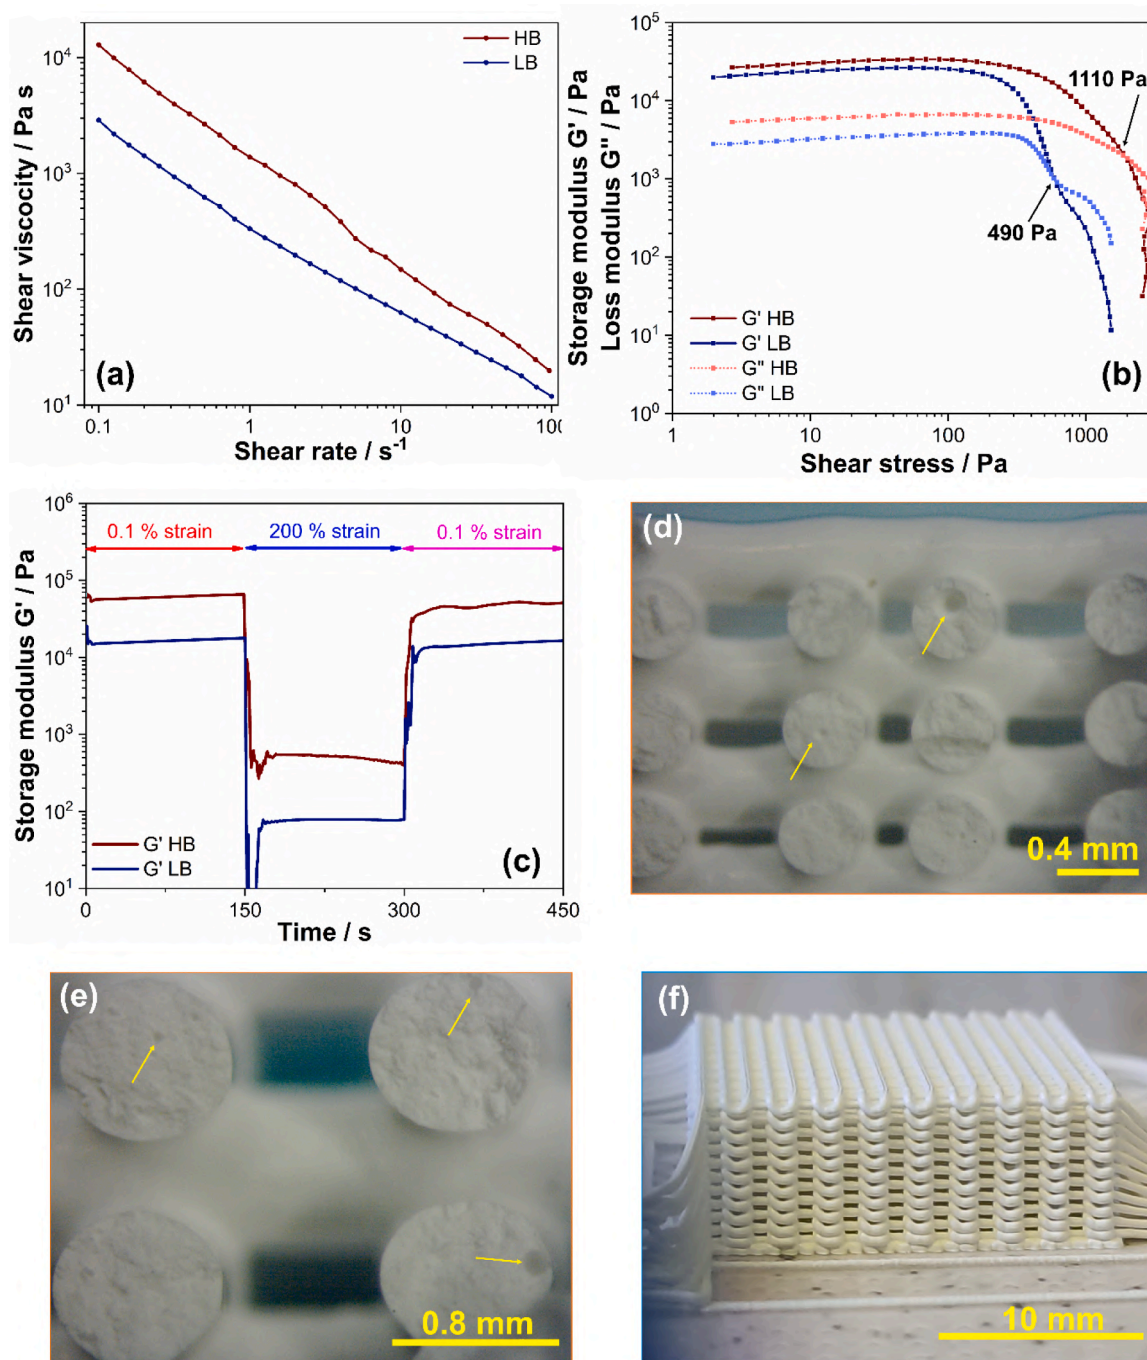 Shear viscocity / Pa s
10⁴
10³
10²
10¹
HB
LB
(a)
0.1
1
10
100
Shear rate / s⁻¹
Storage modulus G' / Pa
Loss modulus G'' / Pa
10⁵
10⁴
10³
10²
10¹
10⁰
1110 Pa
490 Pa
G' HB
G' LB
G'' HB
G'' LB
(b)
1
10
100
1000
Shear stress / Pa
Storage modulus G' / Pa
10⁶
10⁵
10⁴
10³
10²
10¹
0.1 % strain
200 % strain
0.1 % strain
G' HB
G' LB
(c)
0
150
300
450
Time / s
(d)
0.4 mm
(e)
0.8 mm
(f)
10 mm